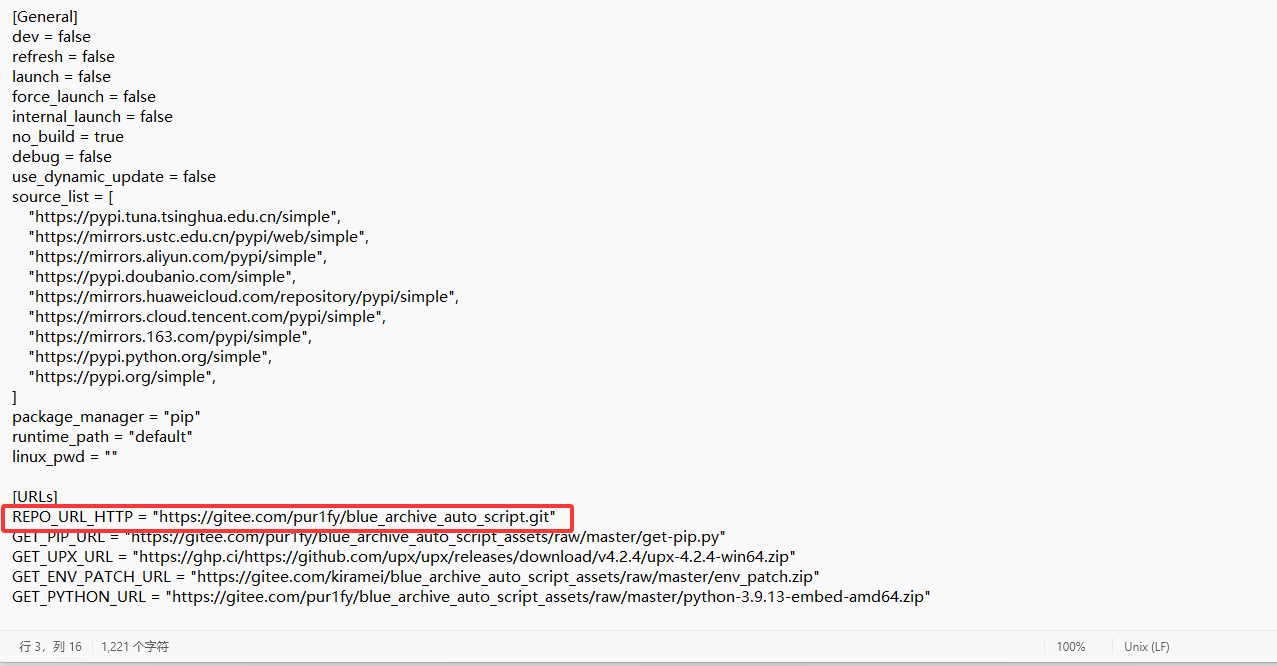 [General]
dev = false
refresh = false
launch = false
force_launch = false
internal_launch = false
no_build = true
debug = false
use_dynamic_update = false
source_list = [
"https://pypi.tuna.tsinghua.edu.cn/simple",
"https://mirrors.ustc.edu.cn/pypi/web/simple",
"https://mirrors.aliyun.com/pypi/simple",
"https://pypi.doubanio.com/simple",
"https://mirrors.huaweicloud.com/repository/pypi/simple",
"https://mirrors.cloud.tencent.com/pypi/simple",
"https://mirrors.163.com/pypi/simple",
"https://pypi.python.org/simple",
"https://pypi.org/simple",
]
package_manager = "pip"
runtime_path = "default"
linux_pwd = ""
[URLs]
REPO_URL_HTTP = "https://gitee.com/pur1fy/blue_archive_auto_script.git"
GET_PIP_URL = "https://gitee.com/pur1fy/blue_archive_auto_script_assets/raw/master/get-pip.py"
GET_UPX_URL = "https://ghp.ci/https://github.com/upx/upx/releases/download/v4.2.4/upx-4.2.4-win64.zip"
GET_ENV_PATCH_URL = "https://gitee.com/kiramei/blue_archive_auto_script_assets/raw/master/env_patch.zip"
GET_PYTHON_URL = "https://gitee.com/pur1fy/blue_archive_auto_script_assets/raw/master/python-3.9.13-embed-amd64.zip"
行 3，列 16 1,221 个字符 100% Unix (LF)